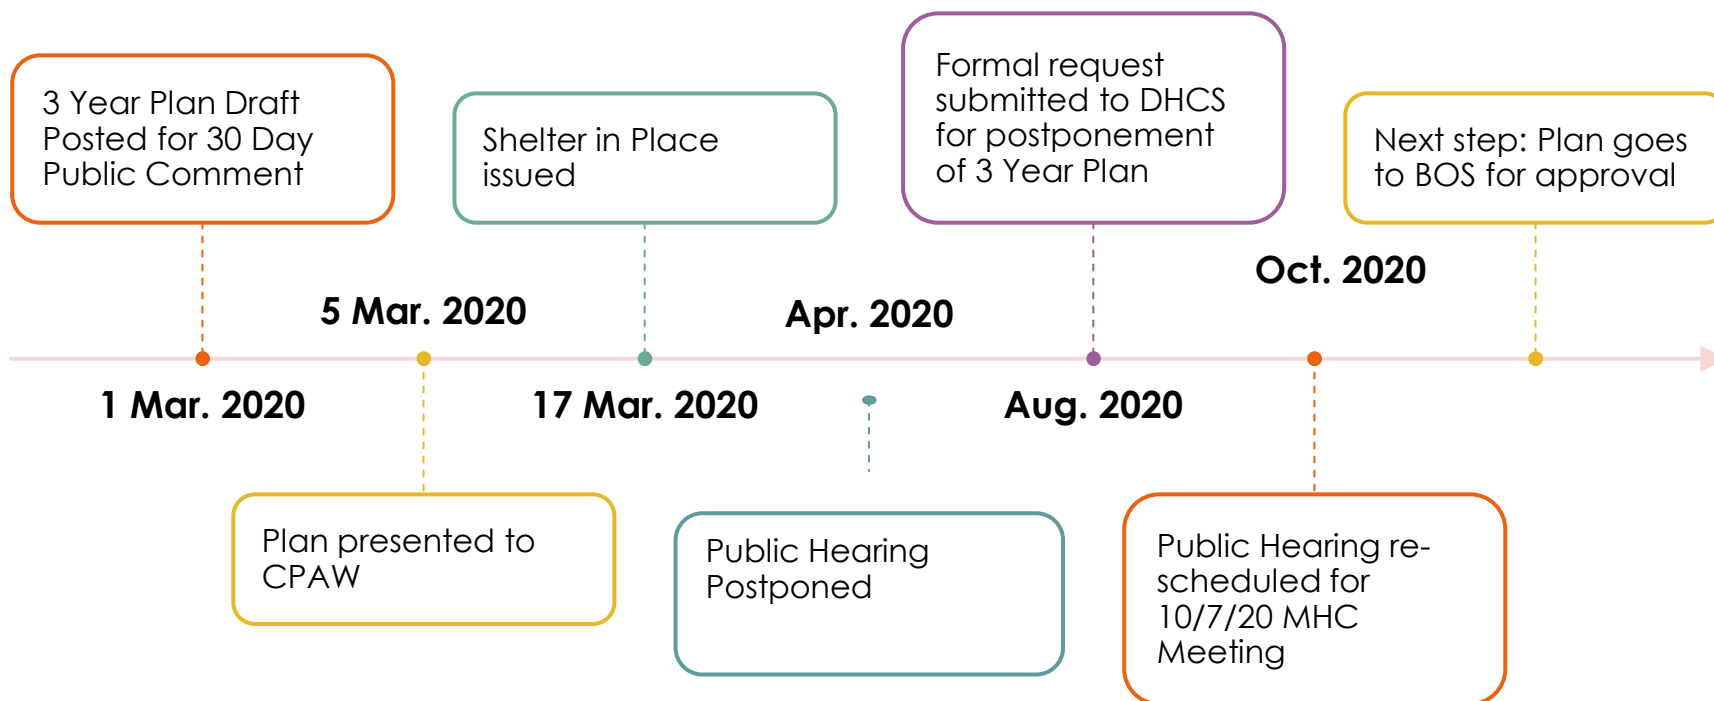 3 Year Plan Draft
Posted for 30 Day
Public Comment
1 Mar. 2020
5 Mar. 2020
Plan presented to
CPAW
Shelter in Place
issued
17 Mar. 2020
Apr. 2020
Public Hearing
Postponed
Formal request
submitted to DHCS
for postponement
of 3 Year Plan
Aug. 2020
Oct. 2020
Public Hearing re-
scheduled for
10/7/20 MHC
Meeting
Next step: Plan goes
to BOS for approval